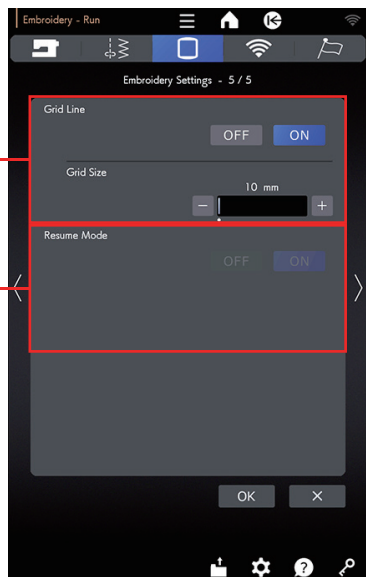 Embroidery - Run
Embroidery Settings - 5 / 5
Grid Line
OFF ON
Grid Size
10 mm
− +
Resume Mode
OFF ON
OK ×
?